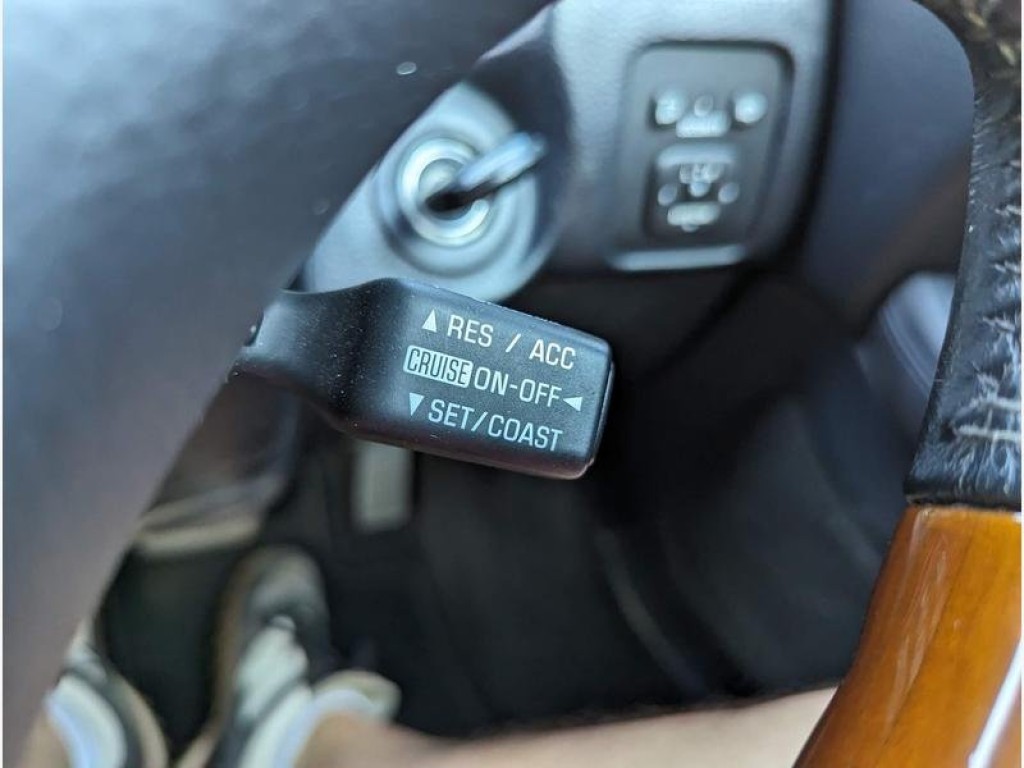 ▲ RES / ACC
CRUISE ON-OFF ◀
▼ SET/COAST